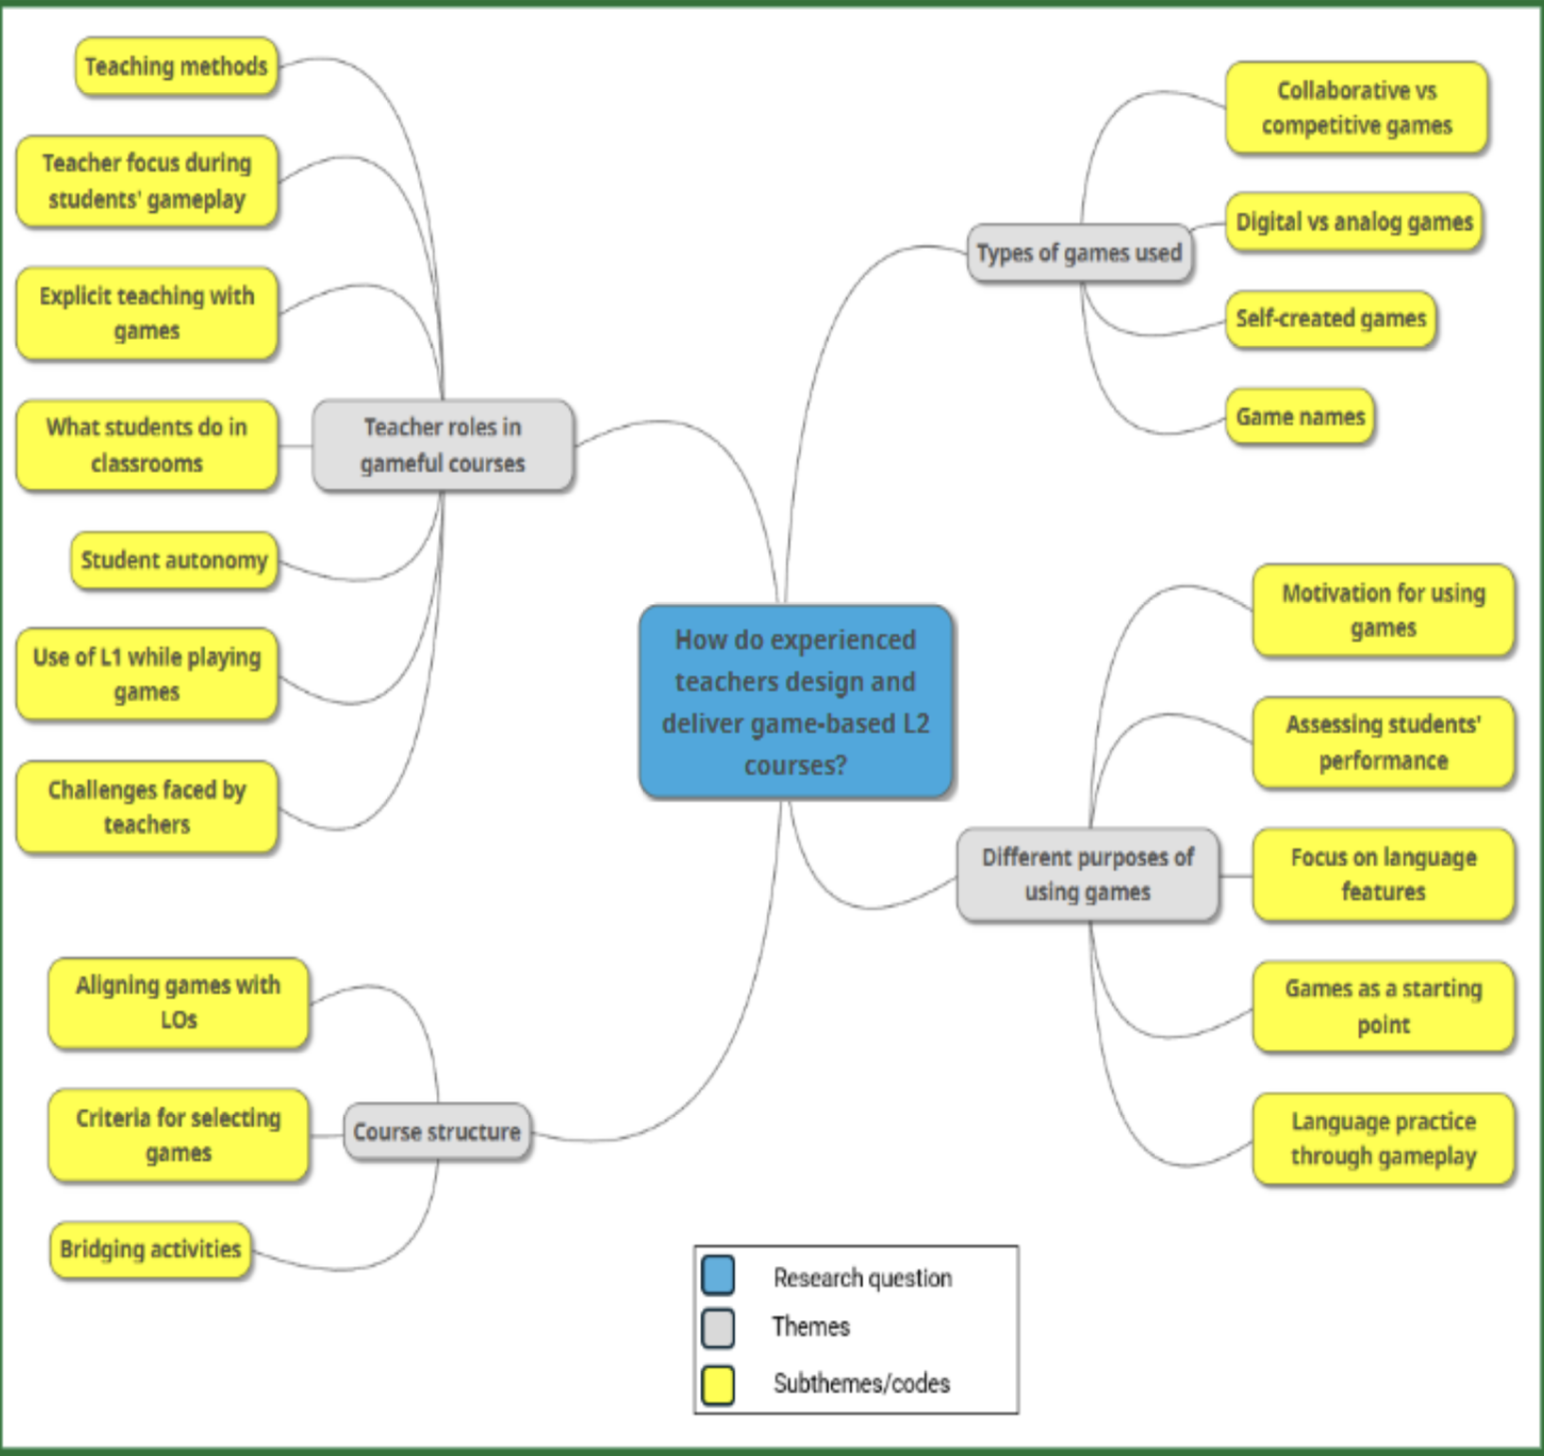 Teaching methods
Teacher focus during
students' gameplay
Explicit teaching with
games
What students do in
classrooms
Student autonomy
Use of L1 while playing
games
Challenges faced by
teachers
Teacher roles in
gameful courses
Collaborative vs
competitive games
Digital vs analog games
Self-created games
Game names
Types of games used
How do experienced
teachers design and
deliver game-based L2
courses?
Motivation for using
games
Assessing students'
performance
Focus on language
features
Games as a starting
point
Language practice
through gameplay
Different purposes of
using games
Aligning games with
LOs
Criteria for selecting
games
Bridging activities
Course structure
Research question
Themes
Subthemes/codes